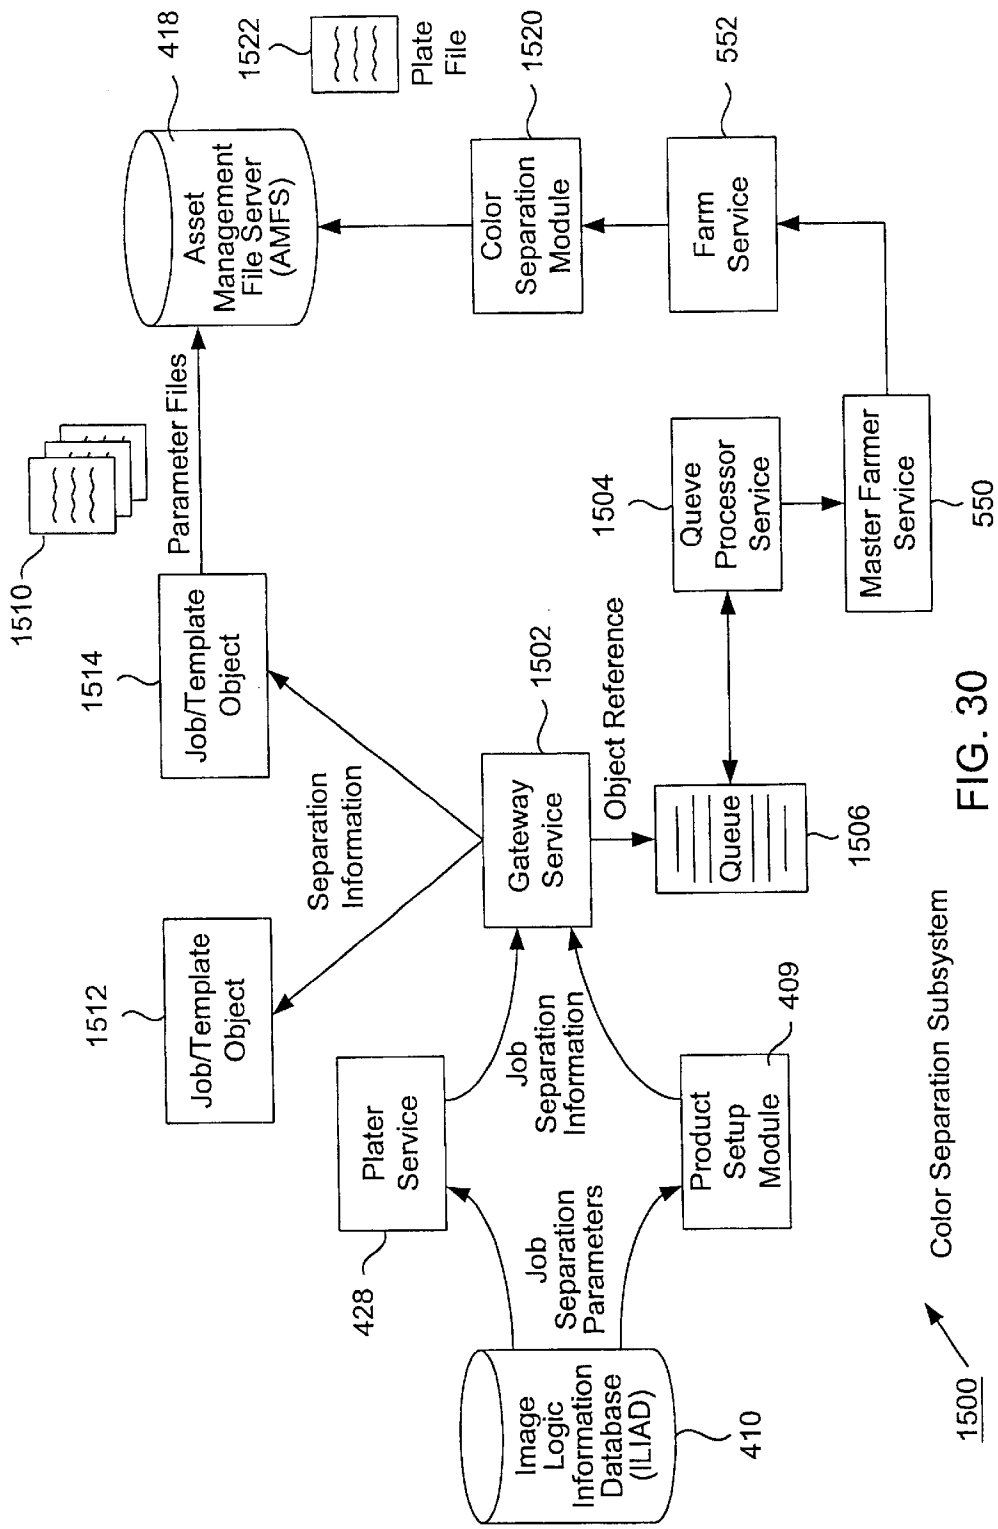 1510
Parameter Files
418
Asset
Management
File Server
(AMFS)
1522
Plate
File
1512
Job/Template
Object
1514
Job/Template
Object
Separation
Information
1520
Color
Separation
Module
428
Plater
Service
Job
Separation
Information
1502
Gateway
Service
Object Reference
1504
Queve
Processor
Service
552
Farm
Service
Image
Logic
Information
Database
(ILIAD)
410
Job
Separation
Parameters
Product
Setup
Module
409
Queue
1506
Master Farmer
Service
550
1500
Color Separation Subsystem
FIG. 30